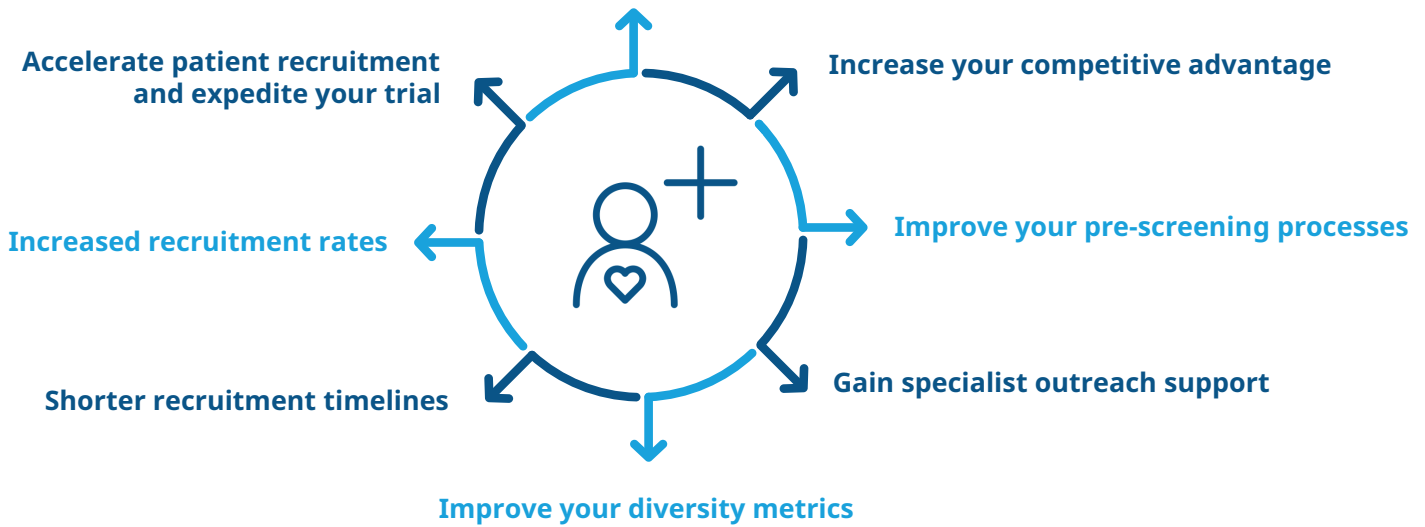 Accelerate patient recruitment
and expedite your trial
Increase your competitive advantage
Increased recruitment rates
Improve your pre-screening processes
Shorter recruitment timelines
Gain specialist outreach support
Improve your diversity metrics